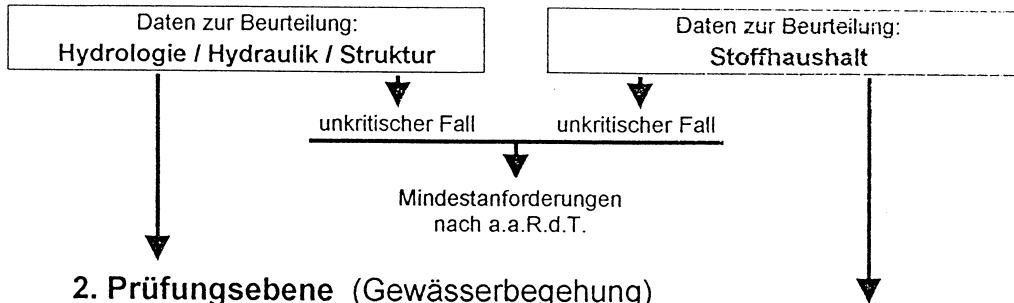 Daten zur Beurteilung:
Hydrologie / Hydraulik / Struktur
Daten zur Beurteilung:
Stoffhaushalt
unkritischer Fall
unkritischer Fall
Mindestanforderungen
nach a.a.R.d.T.
2. Prüfungsebene (Gewässerbegehung)